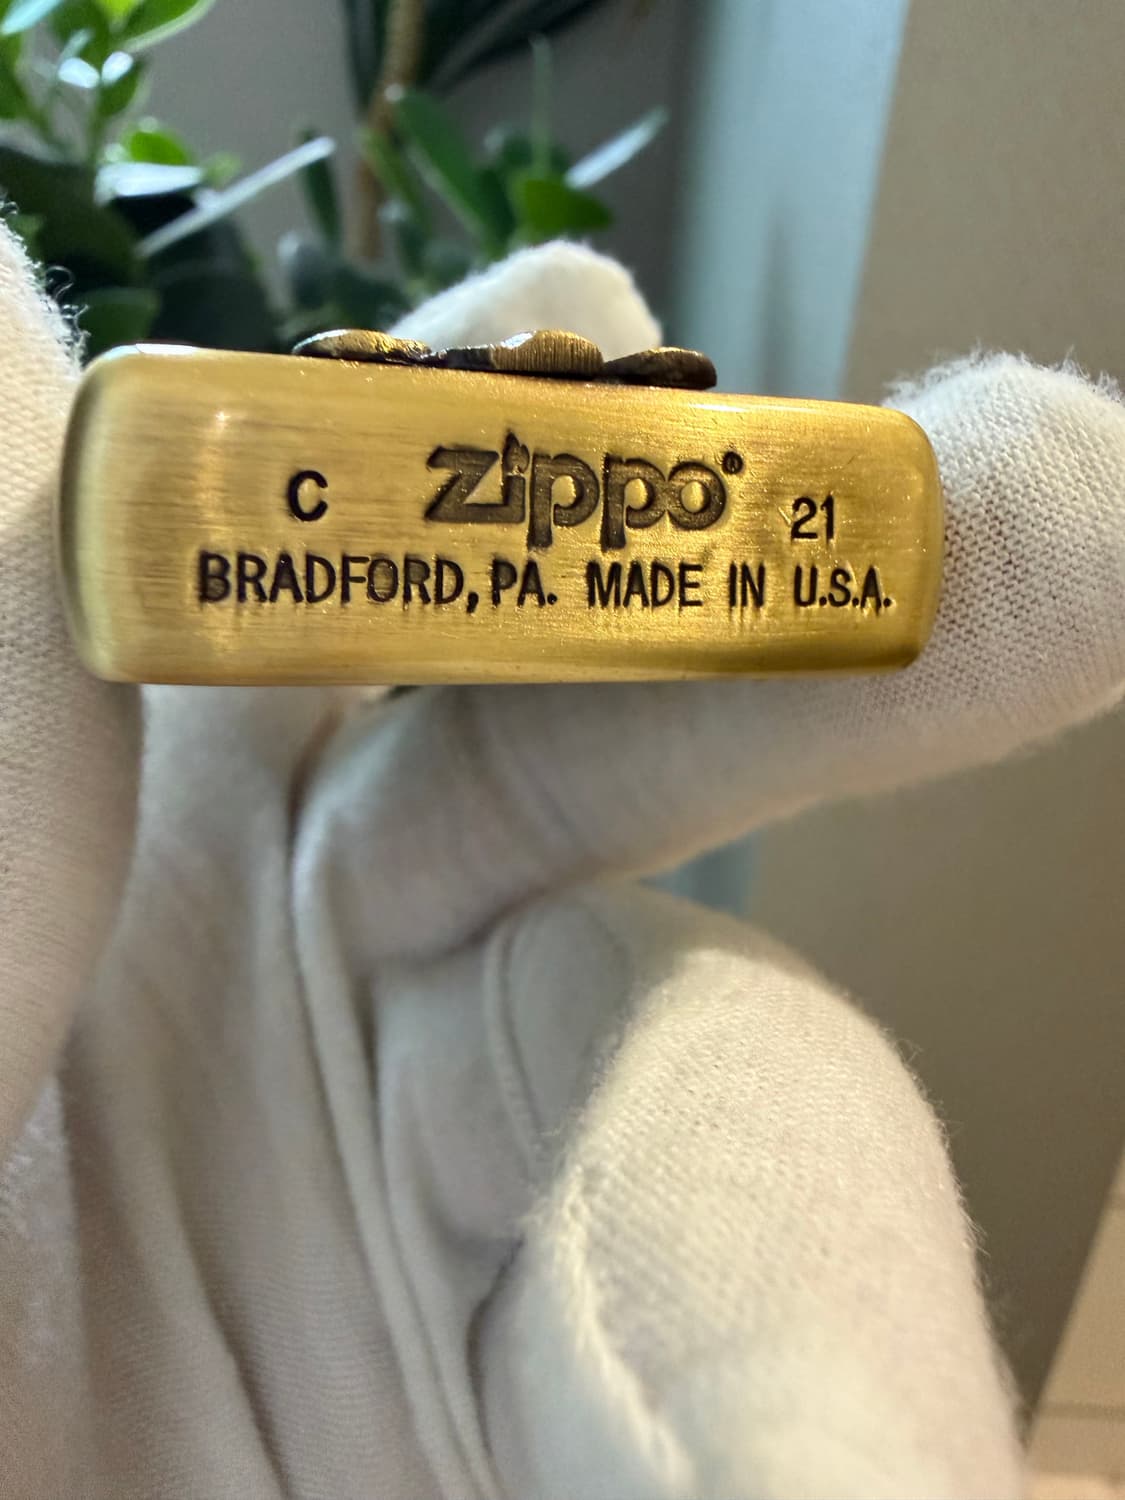 C zippo® 21
BRADFORD, PA. MADE IN U.S.A.